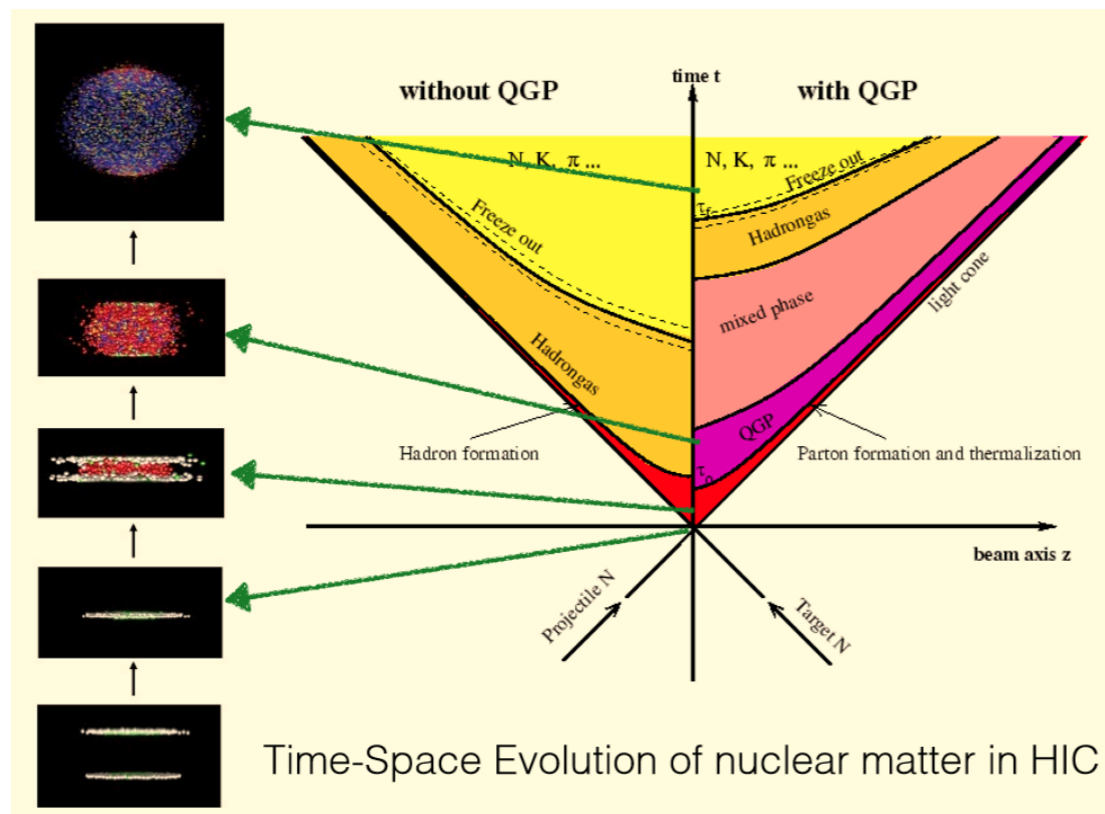 time t
without QGP
with QGP
N, K, π ...
N, K, π ...
Freeze out
Freeze out
τf
Hadrongas
Hadrongas
mixed phase
light cone
QGP
Hadron formation
τo
Parton formation and thermalization
beam axis z
Projectile N
Target N
Time-Space Evolution of nuclear matter in HIC